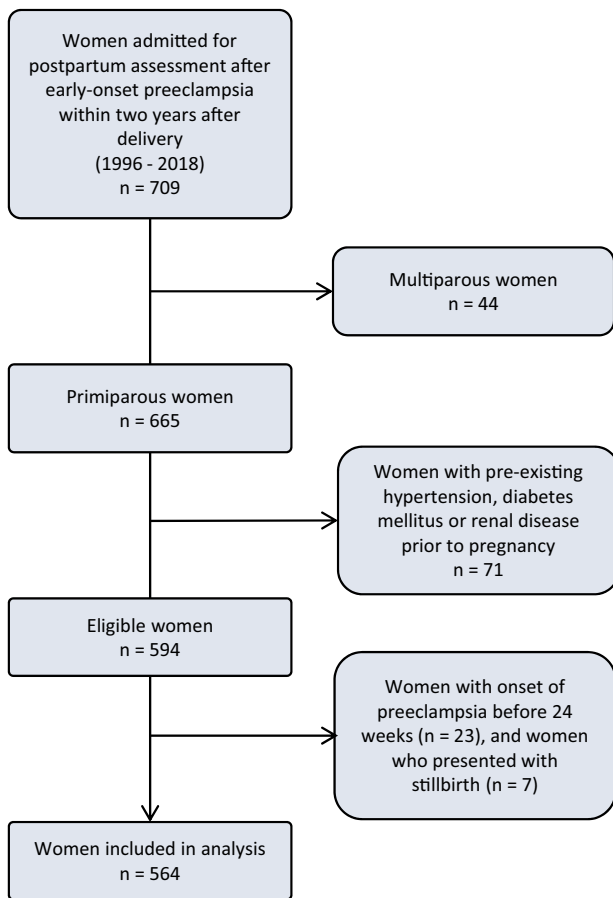 Women admitted for
postpartum assessment after
early-onset preeclampsia
within two years after
delivery
(1996 - 2018)
n = 709
Multiparous women
n = 44
Primiparous women
n = 665
Women with pre-existing
hypertension, diabetes
mellitus or renal disease
prior to pregnancy
n = 71
Eligible women
n = 594
Women with onset of
preeclampsia before 24
weeks (n = 23), and women
who presented with
stillbirth (n = 7)
Women included in analysis
n = 564